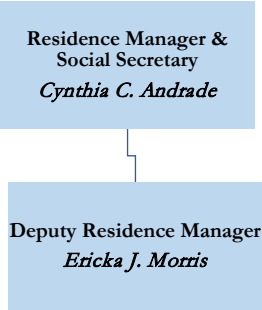 Residence Manager &
Social Secretary
Cynthia C. Andrade
Deputy Residence Manager
Ericka J. Morris